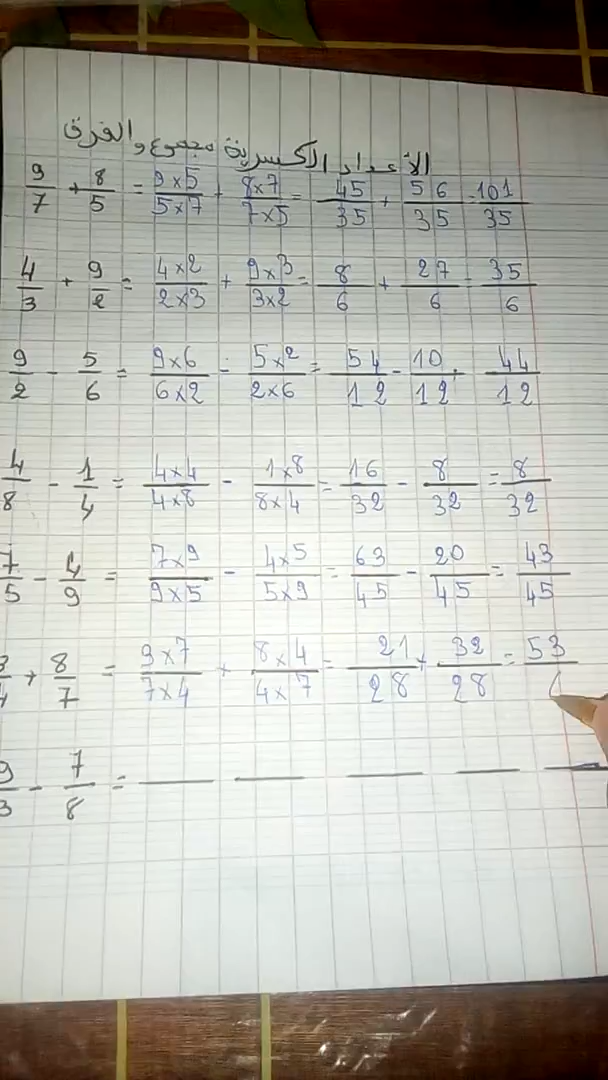 الأعداد الكسرية مجموع والفرق
9/7 + 8/5 = 9x5/5x7 + 8x7/7x5 = 45/35 + 56/35 = 101/35
4/3 + 9/2 = 4x2/2x3 + 9x3/3x2 = 8/6 + 27/6 = 35/6
9/2 - 5/6 = 9x6/6x2 - 5x2/2x6 = 54/12 - 10/12 - 44/12
4/8 - 1/4 = 4x4/4x8 - 1x8/8x4 = 16/32 - 8/32 = 8/32
7/5 - 4/9 = 7x9/9x5 - 4x5/5x9 = 63/45 - 20/45 = 43/45
3/4 + 8/7 = 3x7/7x4 + 8x4/4x7 = 21/28 + 32/28 = 53/
9/3 - 7/8 =